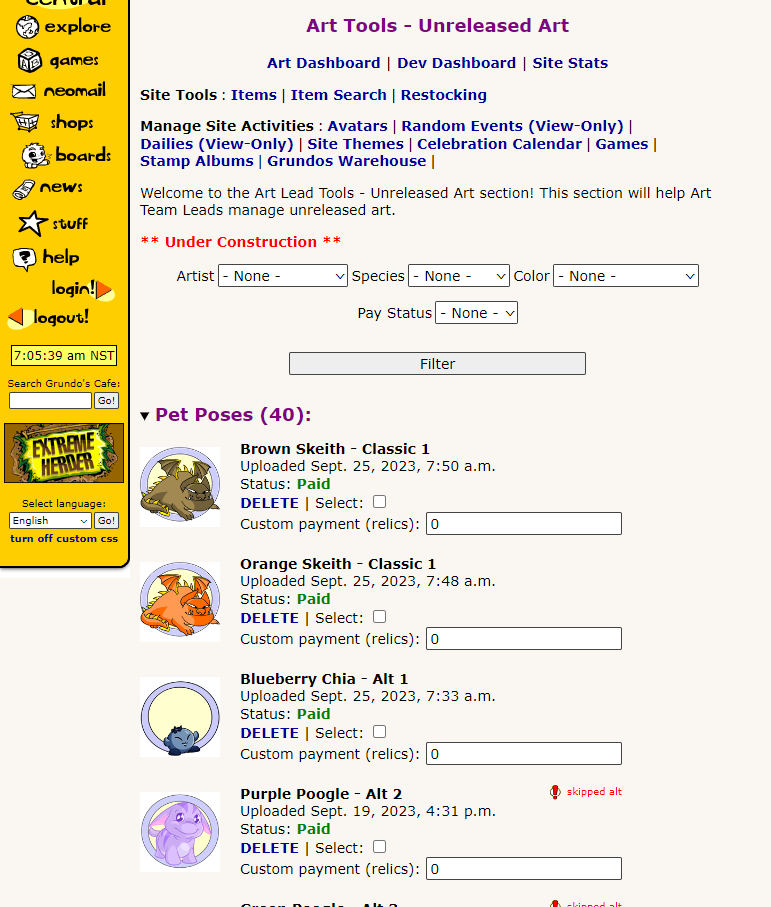 central
explore
games
neomail
shops
boards
news
stuff
help
login!
logout!
7:05:39 am NST
Search Grundo's Cafe:
Go!
EXTREME
HERDER
Select language:
English
Go!
turn off custom css
Art Tools - Unreleased Art
Art Dashboard | Dev Dashboard | Site Stats
Site Tools : Items | Item Search | Restocking
Manage Site Activities : Avatars | Random Events (View-Only) |
Dailies (View-Only) | Site Themes | Celebration Calendar | Games |
Stamp Albums | Grundos Warehouse |
Welcome to the Art Lead Tools - Unreleased Art section! This section will help Art
Team Leads manage unreleased art.
** Under Construction **
Artist - None - Species - None - Color - None -
Pay Status - None -
Filter
Pet Poses (40):
Brown Skeith - Classic 1
Uploaded Sept. 25, 2023, 7:50 a.m.
Status: Paid
DELETE | Select:
Custom payment (relics): 0
Orange Skeith - Classic 1
Uploaded Sept. 25, 2023, 7:48 a.m.
Status: Paid
DELETE | Select:
Custom payment (relics): 0
Blueberry Chia - Alt 1
Uploaded Sept. 25, 2023, 7:33 a.m.
Status: Paid
DELETE | Select:
Custom payment (relics): 0
Purple Poogle - Alt 2 skipped alt
Uploaded Sept. 19, 2023, 4:31 p.m.
Status: Paid
DELETE | Select:
Custom payment (relics): 0
skipped alt